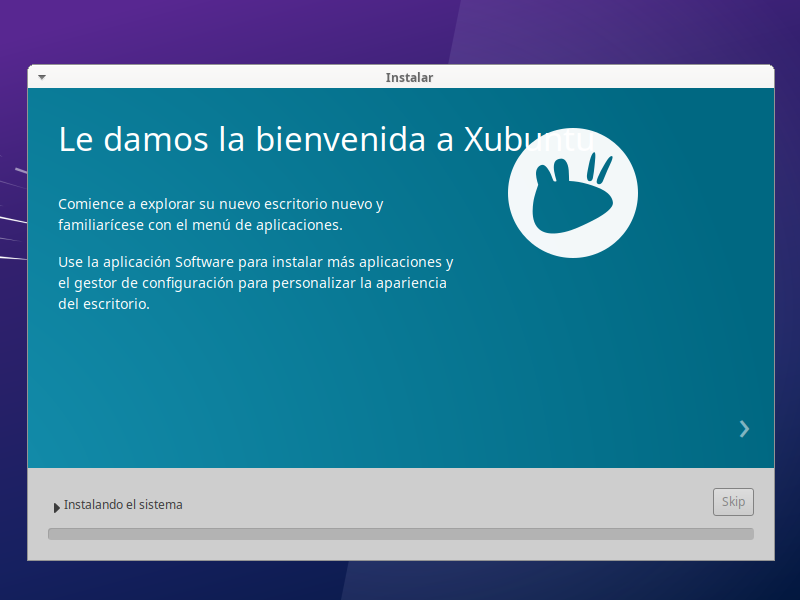 Instalar
Le damos la bienvenida a Xubuntu
Comience a explorar su nuevo escritorio nuevo y
familiarícese con el menú de aplicaciones.
Use la aplicación Software para instalar más aplicaciones y
el gestor de configuración para personalizar la apariencia
del escritorio.
Instalando el sistema
Skip